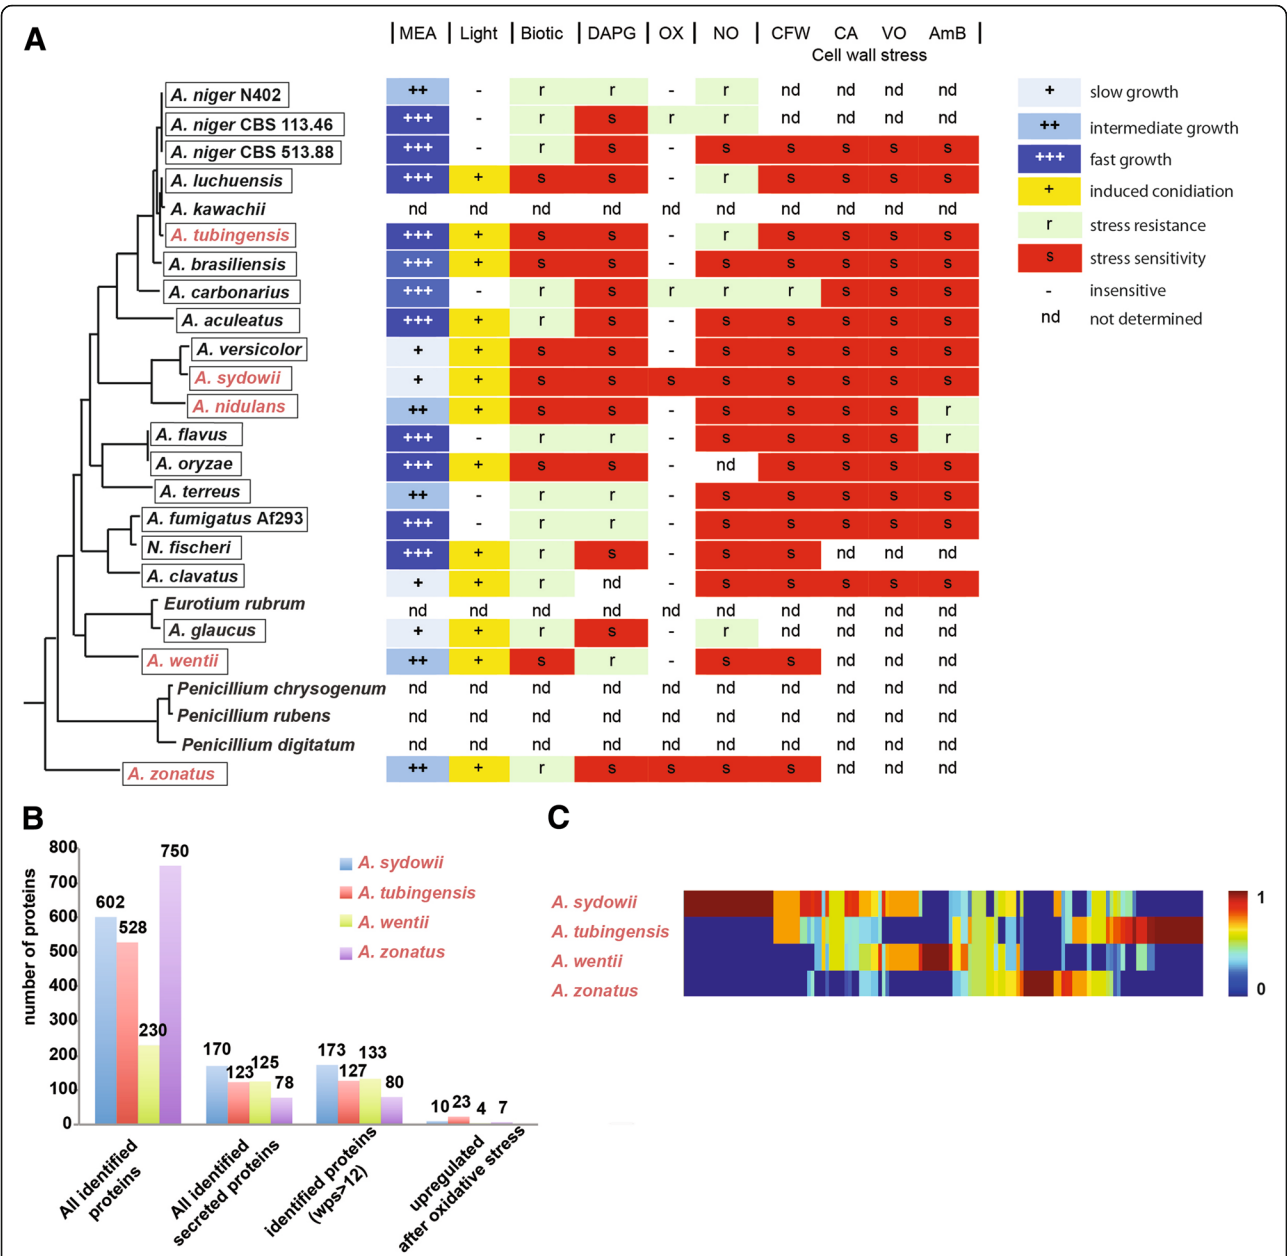 A
| MEA | Light | Biotic | DAPG | OX | NO | CFW CA VO AmB |
Cell wall stress
A. niger N402 ++ - r r - r nd nd nd nd
A. niger CBS 113.46 +++ - r s r r nd nd nd nd
A. niger CBS 513.88 +++ - r s - s s s s s
A. luchuensis +++ + s s - r s s s s
A. kawachii nd nd nd nd nd nd nd nd nd nd
A. tubingensis +++ + s s - r s s s s
A. brasiliensis +++ + s s - s s s s s
A. carbonarius +++ - r s r r r s s s
A. aculeatus +++ + r s - s s s s s
A. versicolor + + s s - s s s s s
A. sydowii + + s s s s s s s s
A. nidulans ++ + s s - s s s s r
A. flavus +++ - r r - s s s s r
A. oryzae +++ + s s - nd s s s s
A. terreus ++ - r r - s s s s s
A. fumigatus Af293 +++ - r r - s s s s s
N. fischeri +++ + r s - s s nd nd nd
A. clavatus + + r nd - s s s s s
Eurotium rubrum nd nd nd nd nd nd nd nd nd nd
A. glaucus + + r s - r nd nd nd nd
A. wentii ++ + s r - s s nd nd nd
Penicillium chrysogenum nd nd nd nd nd nd nd nd nd nd
Penicillium rubens nd nd nd nd nd nd nd nd nd nd
Penicillium digitatum nd nd nd nd nd nd nd nd nd nd
A. zonatus ++ + r s s s s nd nd nd
+ slow growth
++ intermediate growth
+++ fast growth
+ induced conidiation
r stress resistance
s stress sensitivity
- insensitive
nd not determined
B
number of proteins
800
700
600
500
400
300
200
100
0
602
528
230
750
170
123
125
78
173
127
133
80
10
23
4
7
A. sydowii
A. tubingensis
A. wentii
A. zonatus
All identified
proteins
All identified
secreted proteins
identified proteins
(wps>12)
upregulated
after oxidative stress
C
A. sydowii
A. tubingensis
A. wentii
A. zonatus
1
0